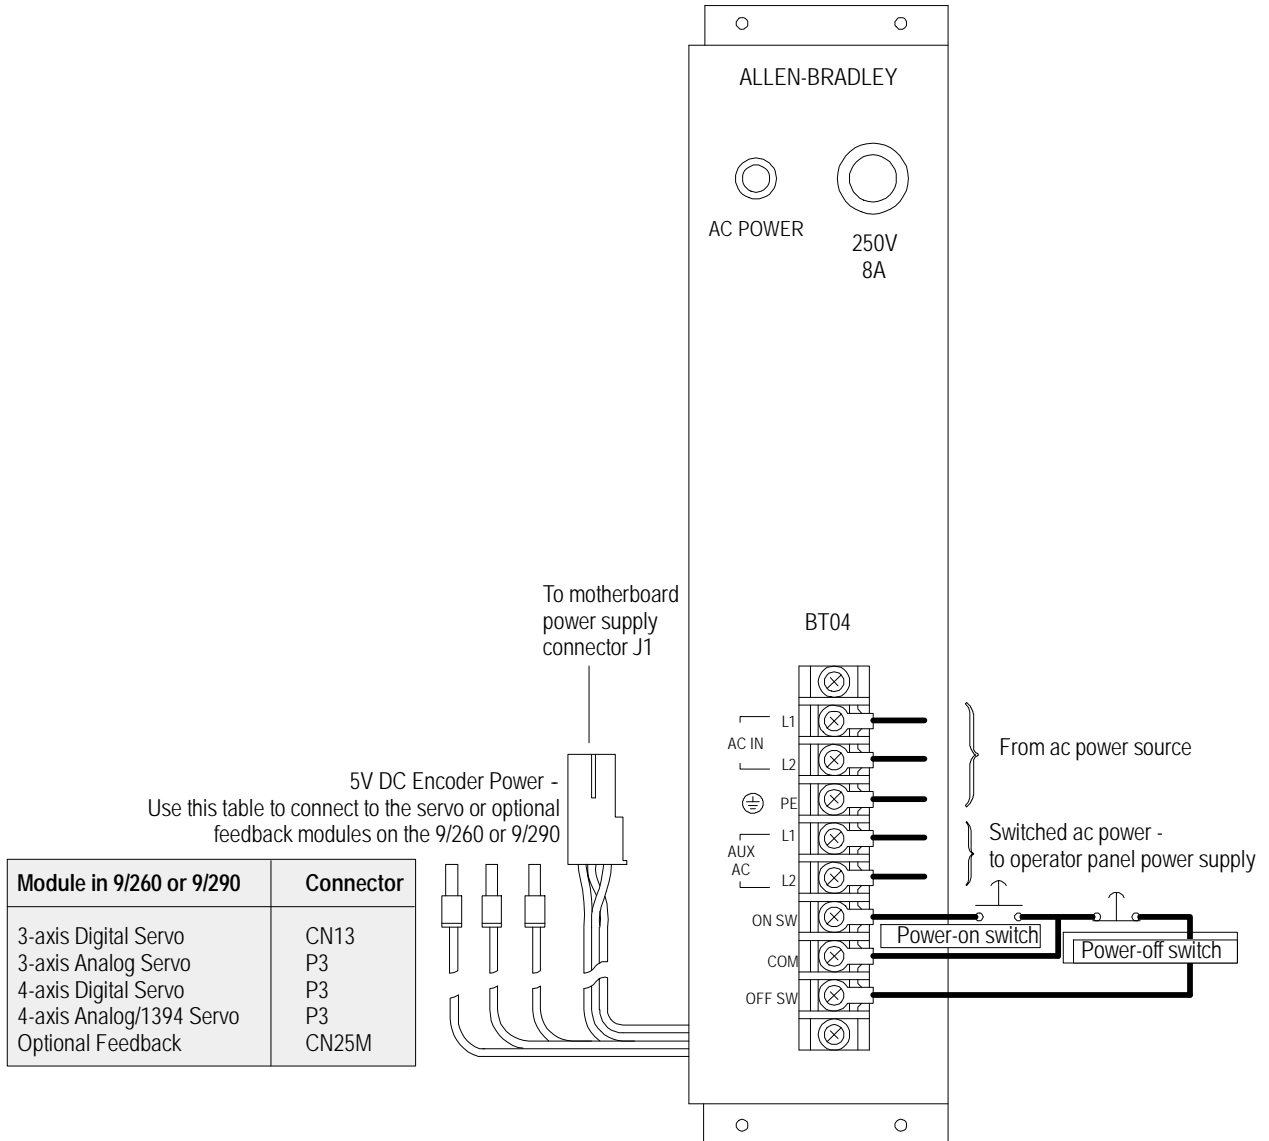 ALLEN-BRADLEY
AC POWER
250V
8A
To motherboard
power supply
connector J1
BT04
L1
AC IN
L2
PE
L1
AUX
AC
L2
ON SW
COM
OFF SW
From ac power source
Switched ac power -
to operator panel power supply
Power-on switch
Power-off switch
5V DC Encoder Power -
Use this table to connect to the servo or optional
feedback modules on the 9/260 or 9/290
Module in 9/260 or 9/290 Connector
3-axis Digital Servo CN13
3-axis Analog Servo P3
4-axis Digital Servo P3
4-axis Analog/1394 Servo P3
Optional Feedback CN25M